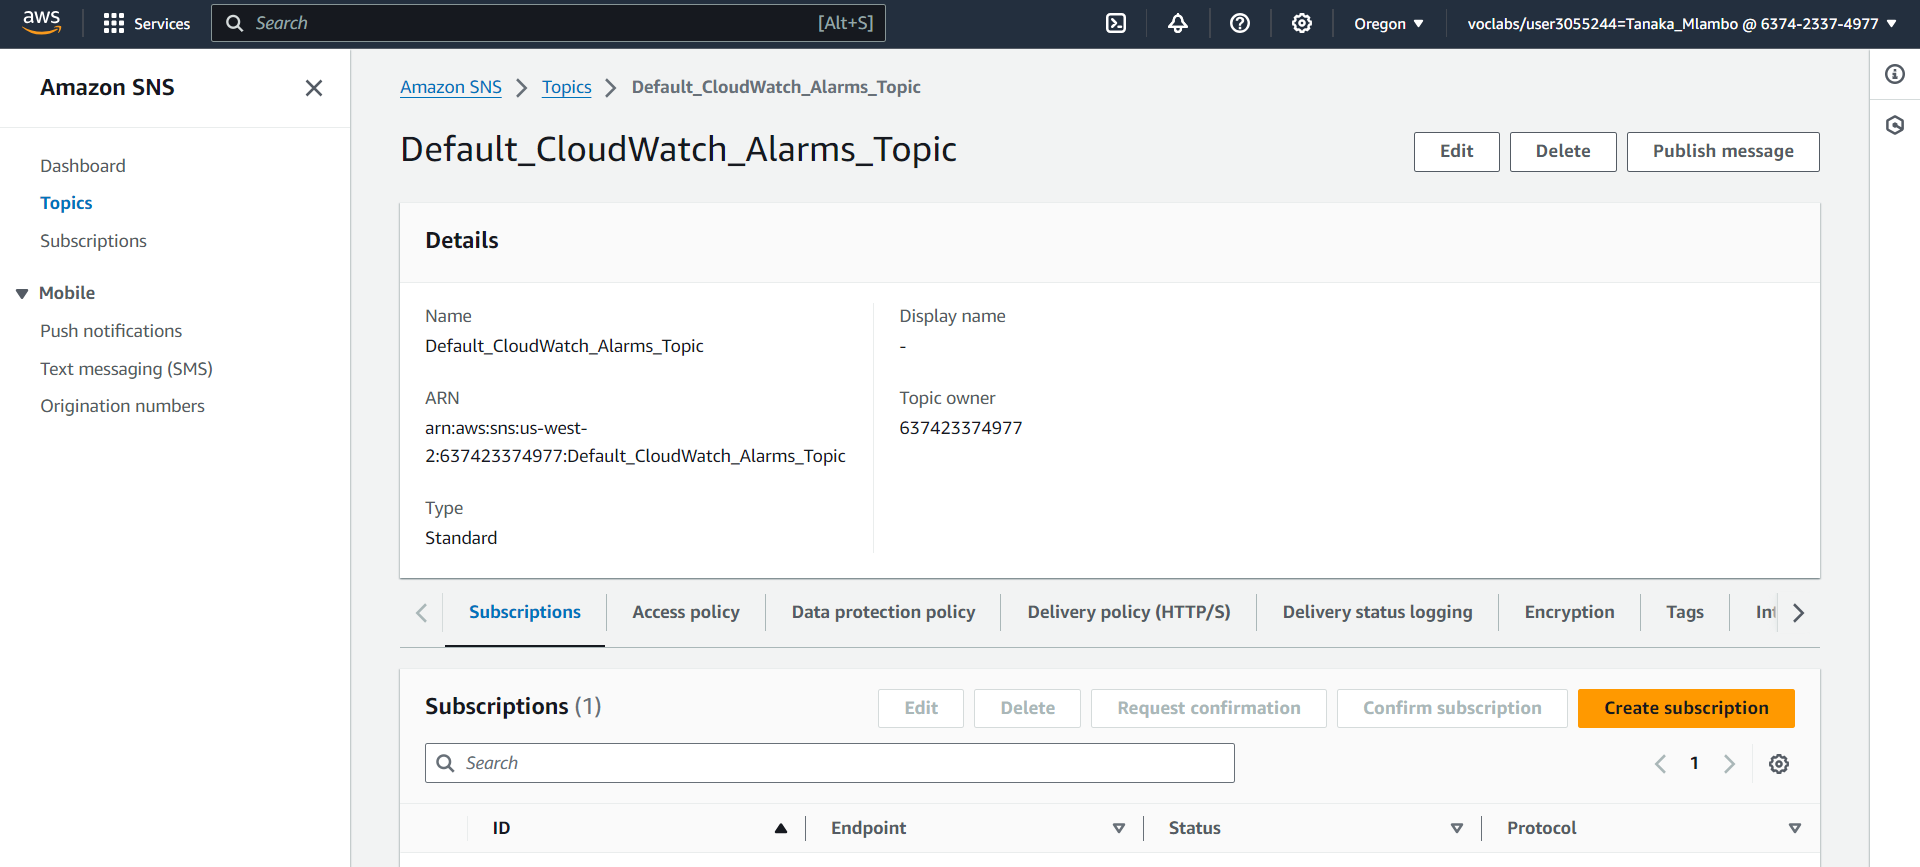 aws
Services
Search
[Alt+S]
Oregon
voclabs/user3055244=Tanaka_Mlambo @ 6374-2337-4977
Amazon SNS
Dashboard
Topics
Subscriptions
Mobile
Push notifications
Text messaging (SMS)
Origination numbers
Amazon SNS
Topics
Default_CloudWatch_Alarms_Topic
Default_CloudWatch_Alarms_Topic
Edit
Delete
Publish message
Details
Name
Default_CloudWatch_Alarms_Topic
ARN
arn:aws:sns:us-west-
2:637423374977:Default_CloudWatch_Alarms_Topic
Type
Standard
Display name
-
Topic owner
637423374977
Subscriptions
Access policy
Data protection policy
Delivery policy (HTTP/S)
Delivery status logging
Encryption
Tags
Subscriptions (1)
Edit
Delete
Request confirmation
Confirm subscription
Create subscription
Search
1
ID
Endpoint
Status
Protocol